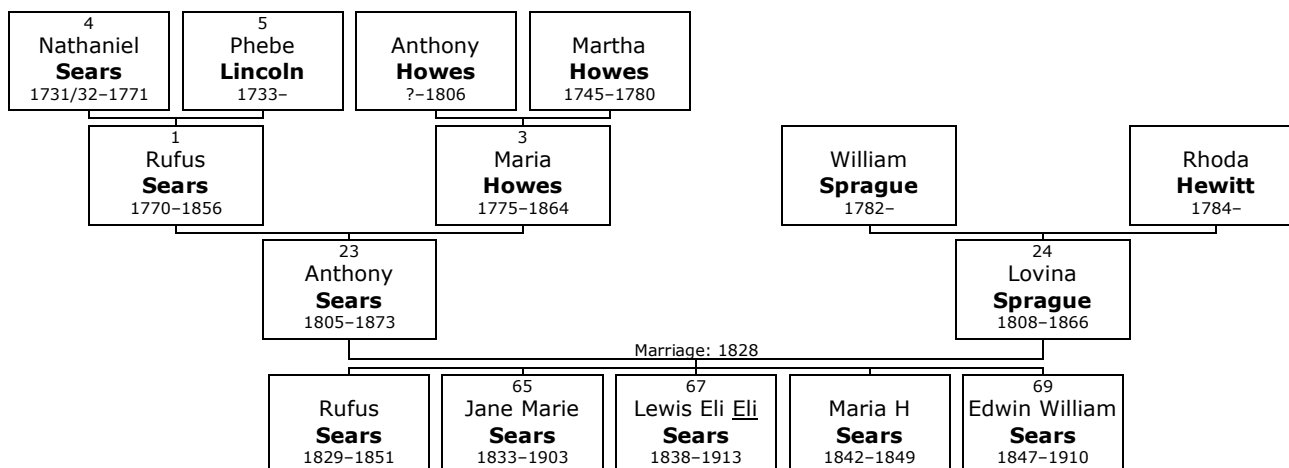 4
Nathaniel
Sears
1731/32–1771
5
Phebe
Lincoln
1733–
Anthony
Howes
?–1806
Martha
Howes
1745–1780
1
Rufus
Sears
1770–1856
3
Maria
Howes
1775–1864
William
Sprague
1782–
Rhoda
Hewitt
1784–
23
Anthony
Sears
1805–1873
24
Lovina
Sprague
1808–1866
Marriage: 1828
Rufus
Sears
1829–1851
65
Jane Marie
Sears
1833–1903
67
Lewis Eli Eli
Sears
1838–1913
Maria H
Sears
1842–1849
69
Edwin William
Sears
1847–1910